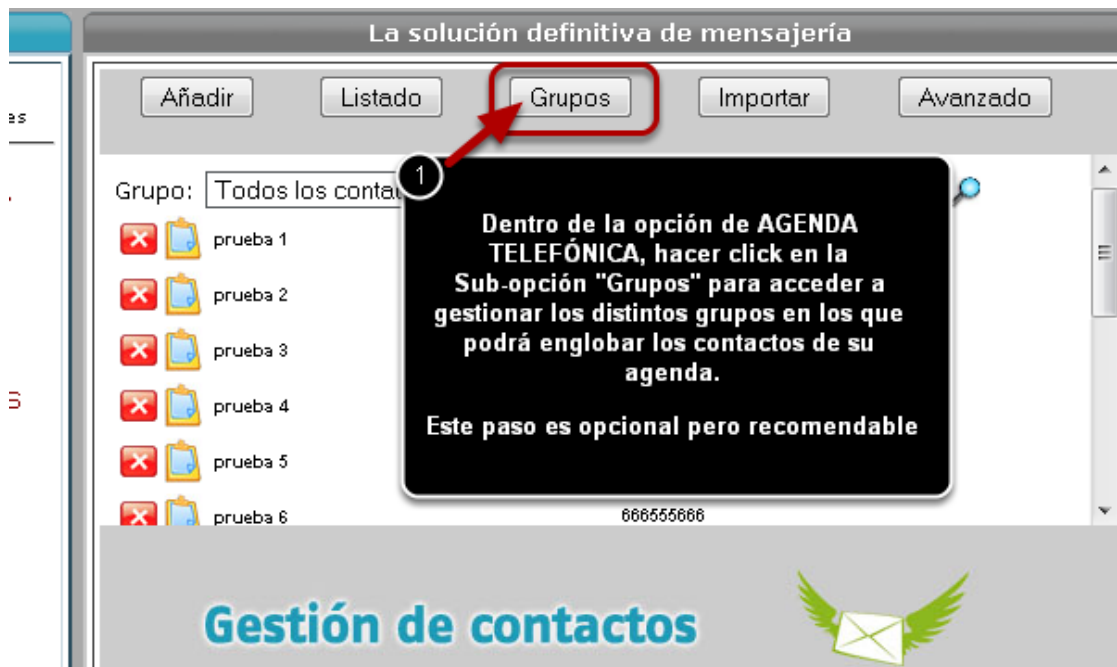 La solución definitiva de mensajería
Añadir Listado Grupos Importar Avanzado
es
Grupo: Todos los contac
1
Dentro de la opción de AGENDA
TELEFÓNICA, hacer click en la
Sub-opción "Grupos" para acceder a
gestionar los distintos grupos en los que
podrá englobar los contactos de su
agenda.
Este paso es opcional pero recomendable
prueba 1
prueba 2
prueba 3
prueba 4
prueba 5
prueba 6 666555666
S
Gestión de contactos